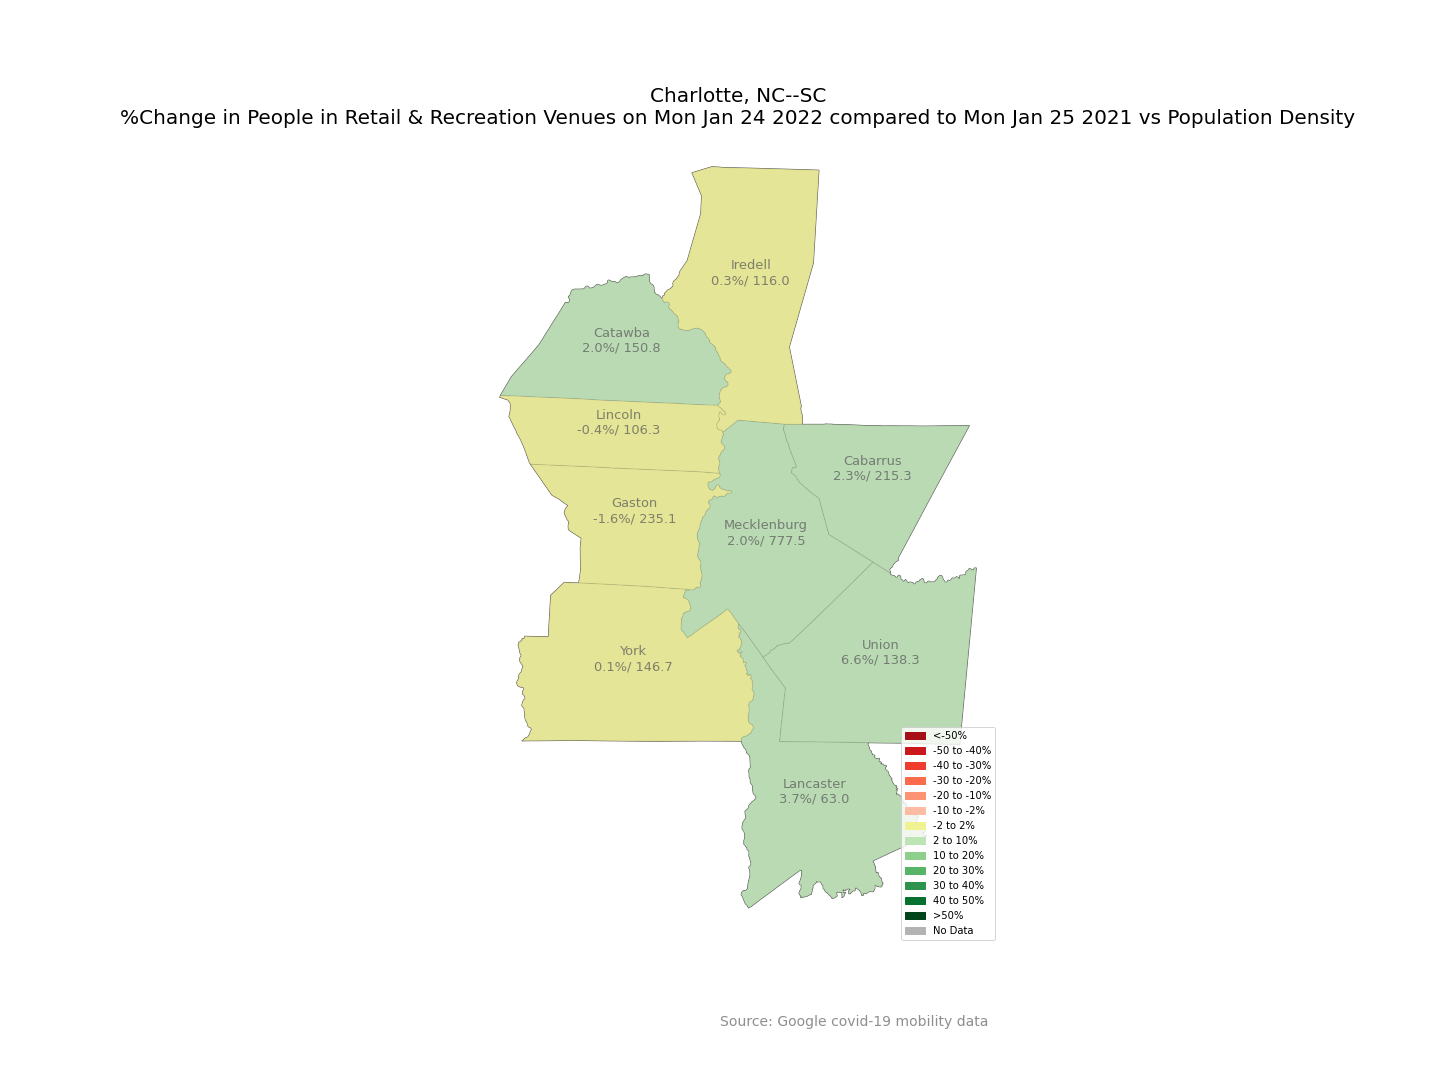 Charlotte, NC--SC
%Change in People in Retail & Recreation Venues on Mon Jan 24 2022 compared to Mon Jan 25 2021 vs Population Density
Iredell
0.3%/ 116.0
Catawba
2.0%/ 150.8
Lincoln
-0.4%/ 106.3
Cabarrus
2.3%/ 215.3
Gaston
-1.6%/ 235.1
Mecklenburg
2.0%/ 777.5
York
0.1%/ 146.7
Union
6.6%/ 138.3
Lancaster
3.7%/ 63.0
<-50%
-50 to -40%
-40 to -30%
-30 to -20%
-20 to -10%
-10 to -2%
-2 to 2%
2 to 10%
10 to 20%
20 to 30%
30 to 40%
40 to 50%
>50%
No Data
Source: Google covid-19 mobility data